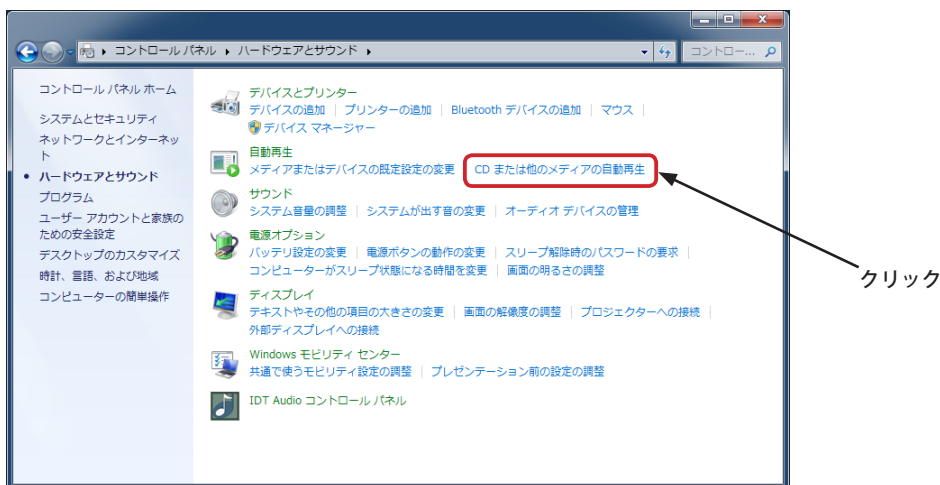 コントロール パネル ▸ ハードウェアとサウンド ▸
コントロー...
コントロール パネル ホーム
システムとセキュリティ
ネットワークとインターネッ
ト
• ハードウェアとサウンド
プログラム
ユーザー アカウントと家族の
ための安全設定
デスクトップのカスタマイズ
時計、言語、および地域
コンピューターの簡単操作
デバイスとプリンター
デバイスの追加 | プリンターの追加 | Bluetooth デバイスの追加 | マウス |
デバイス マネージャー
自動再生
メディアまたはデバイスの既定設定の変更 CD または他のメディアの自動再生
サウンド
システム音量の調整 | システムが出す音の変更 | オーディオ デバイスの管理
電源オプション
バッテリ設定の変更 | 電源ボタンの動作の変更 | スリープ解除時のパスワードの要求 |
コンピューターがスリープ状態になる時間を変更 | 画面の明るさの調整
ディスプレイ
テキストやその他の項目の大きさの変更 | 画面の解像度の調整 | プロジェクターへの接続 |
外部ディスプレイへの接続
Windows モビリティ センター
共通で使うモビリティ設定の調整 | プレゼンテーション前の設定の調整
IDT Audio コントロール パネル
クリック